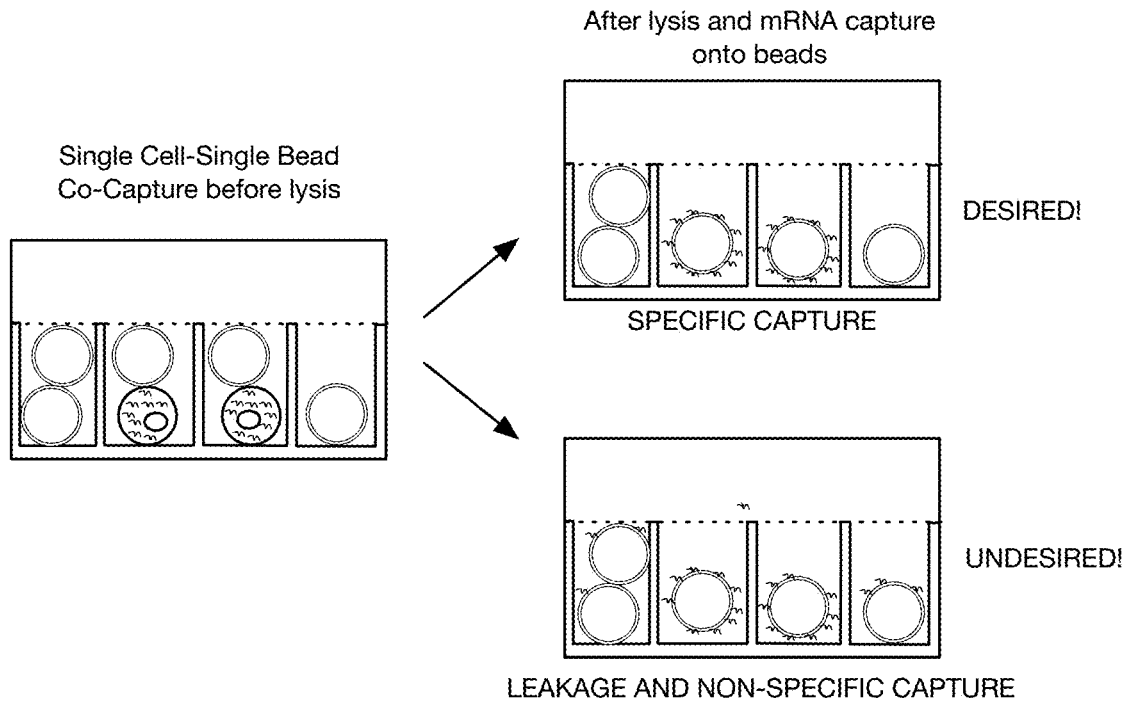 After lysis and mRNA capture
onto beads
Single Cell-Single Bead
Co-Capture before lysis
DESIRED!
SPECIFIC CAPTURE
UNDESIRED!
LEAKAGE AND NON-SPECIFIC CAPTURE